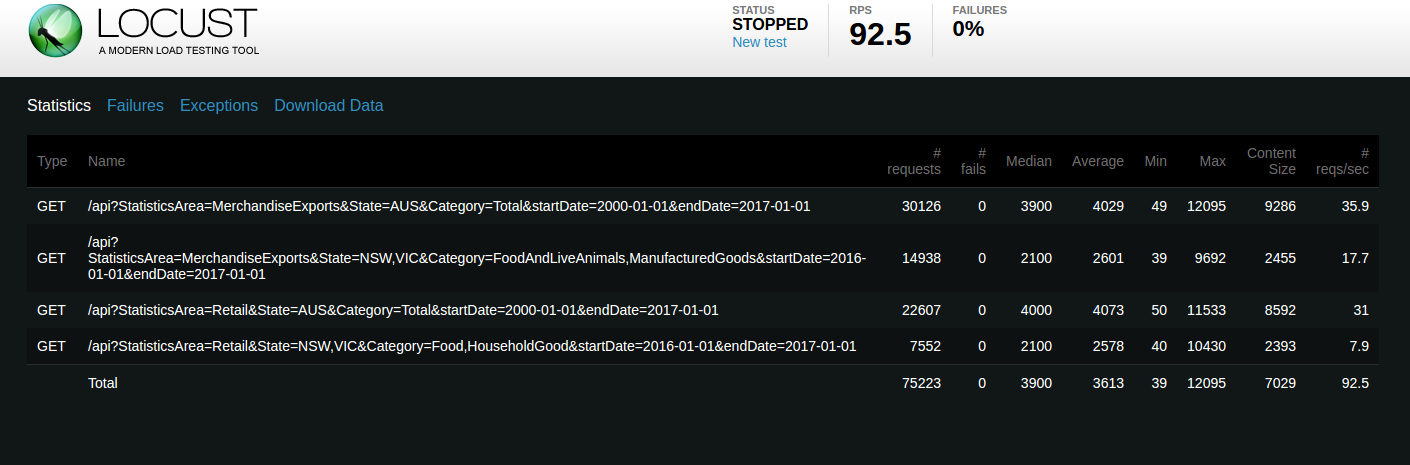 LOCUST
A MODERN LOAD TESTING TOOL
STATUS
STOPPED
New test
RPS
92.5
FAILURES
0%
Statistics Failures Exceptions Download Data
Type Name # requests # fails Median Average Min Max Content Size # reqs/sec
GET /api?StatisticsArea=MerchandiseExports&State=AUS&Category=Total&startDate=2000-01-01&endDate=2017-01-01 30126 0 3900 4029 49 12095 9286 35.9
/api?
GET StatisticsArea=MerchandiseExports&State=NSW,VIC&Category=FoodAndLiveAnimals,ManufacturedGoods&startDate=2016- 14938 0 2100 2601 39 9692 2455 17.7
01-01&endDate=2017-01-01
GET /api?StatisticsArea=Retail&State=AUS&Category=Total&startDate=2000-01-01&endDate=2017-01-01 22607 0 4000 4073 50 11533 8592 31
GET /api?StatisticsArea=Retail&State=NSW,VIC&Category=Food,HouseholdGood&startDate=2016-01-01&endDate=2017-01-01 7552 0 2100 2578 40 10430 2393 7.9
Total 75223 0 3900 3613 39 12095 7029 92.5